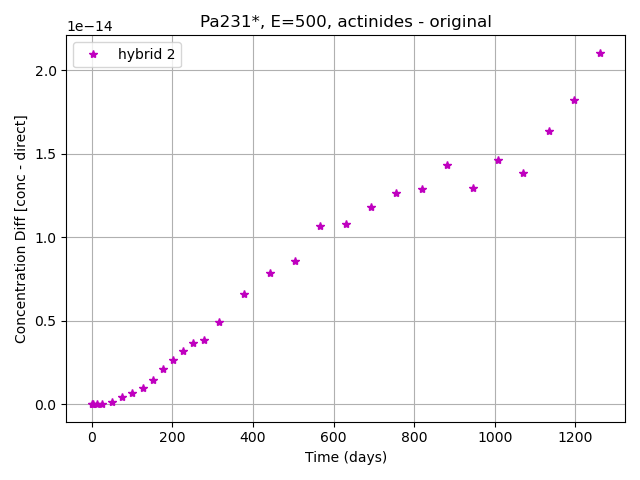 Pa231*, E=500, actinides - original
1e−14
hybrid 2
2.0
1.5
1.0
0.5
0.0
Concentration Diff [conc - direct]
0 200 400 600 800 1000 1200
Time (days)